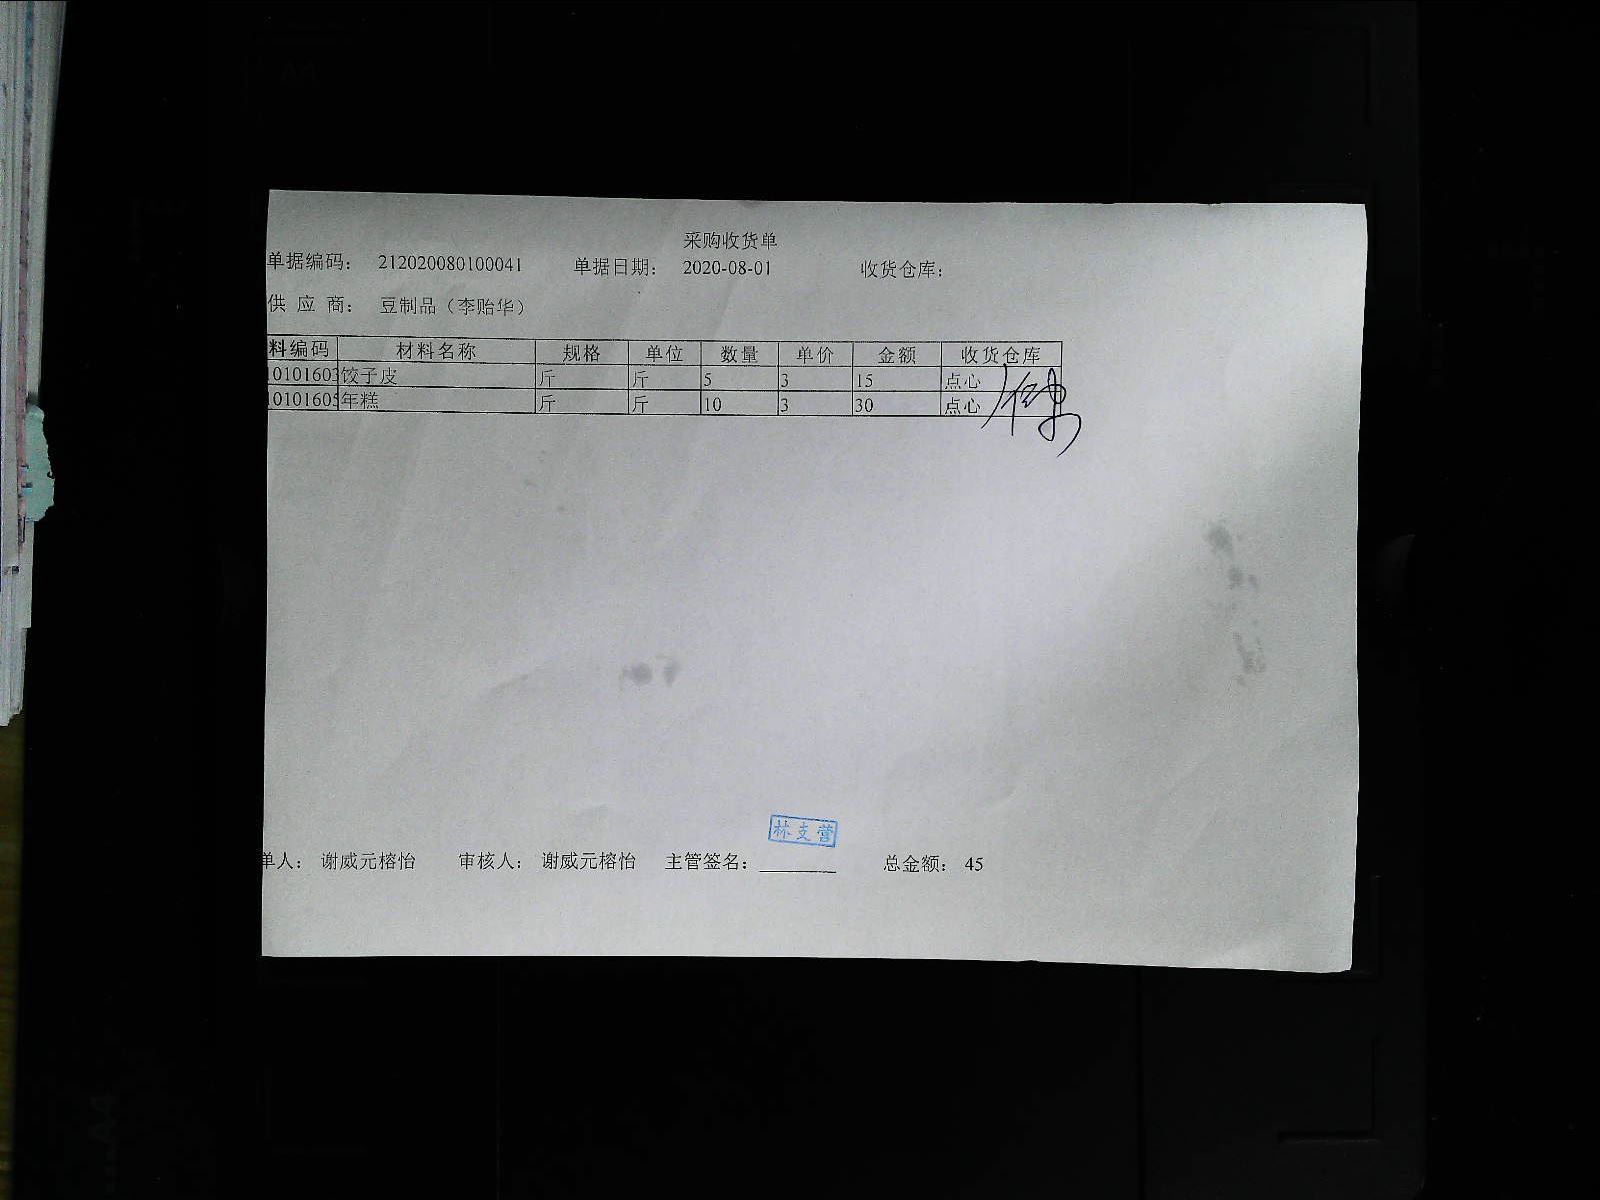 采购收货单
单据编码： 212020080100041 单据日期： 2020-08-01 收货仓库：
供 应 商： 豆制品（李贻华）
料编码 材料名称 规格 单位 数量 单价 金额 收货仓库
10101603 饺子皮 斤 斤 5 3 15 点心
10101605 年糕 斤 斤 10 3 30 点心
林支营
单人： 谢威元榕怡 审核人： 谢威元榕怡 主管签名： 总金额： 45